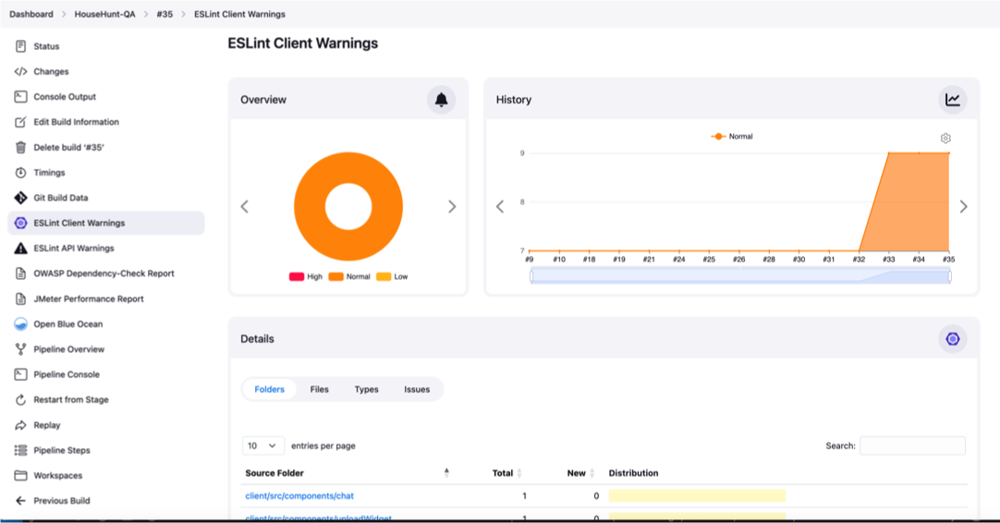 Dashboard > HouseHunt-QA > #35 > ESLint Client Warnings
Status
Changes
Console Output
Edit Build Information
Delete build '#35'
Timings
Git Build Data
ESLint Client Warnings
ESLint API Warnings
OWASP Dependency-Check Report
JMeter Performance Report
Open Blue Ocean
Pipeline Overview
Pipeline Console
Restart from Stage
Replay
Pipeline Steps
Workspaces
Previous Build
ESLint Client Warnings
Overview
High Normal Low
History
Normal
9
8
7
#9 #10 #18 #19 #21 #24 #25 #26 #28 #30 #31 #32 #33 #34 #35
Details
Folders Files Types Issues
10 entries per page Search:
Source Folder Total New Distribution
client/src/components/chat 1 0
client/src/components/uploadWidget 1 0